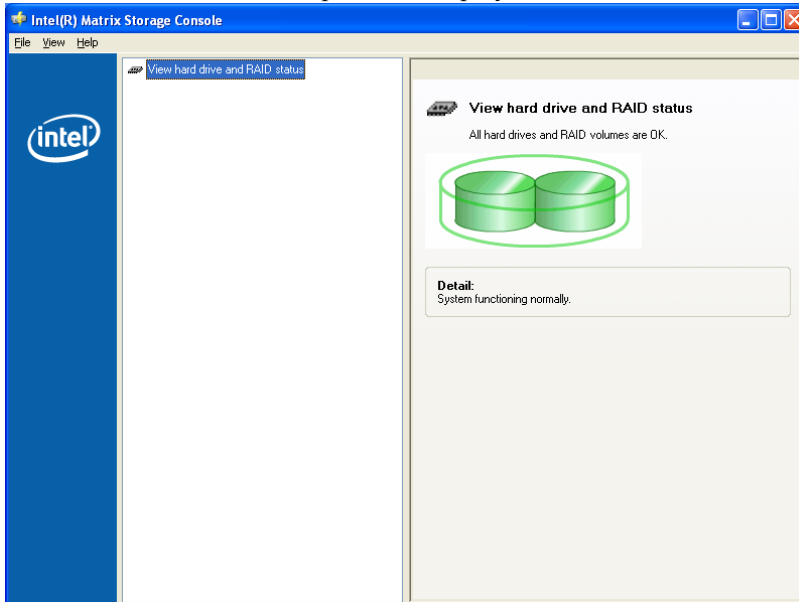 Intel(R) Matrix Storage Console
File View Help
View hard drive and RAID status
intel
View hard drive and RAID status
All hard drives and RAID volumes are OK.
Detail:
System functioning normally.